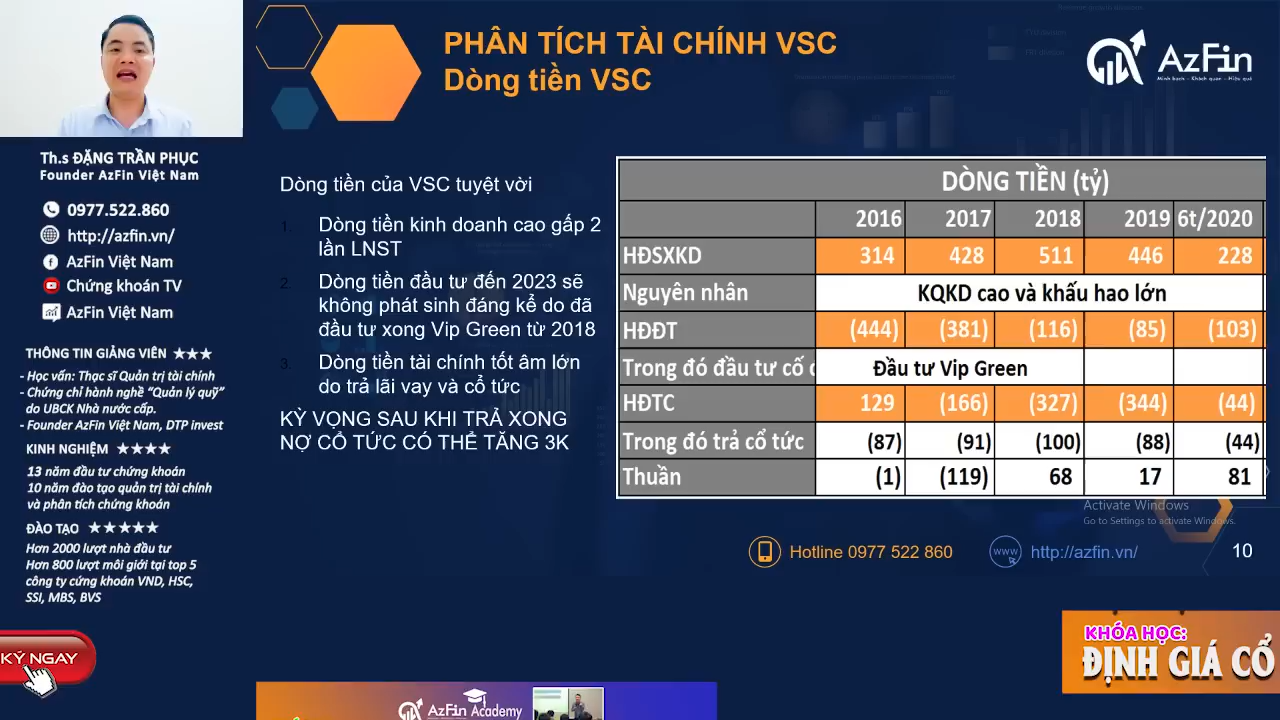 PHÂN TÍCH TÀI CHÍNH VSC
Dòng tiền VSC
AzFin
Minh bạch - Khách quan - Hiệu quả
Th.s ĐẶNG TRẦN PHỤC
Founder AzFin Việt Nam
0977.522.860
http://azfin.vn/
AzFin Việt Nam
Chứng khoán TV
AzFin Việt Nam
THÔNG TIN GIẢNG VIÊN ★★★
- Học vấn: Thạc sĩ Quản trị tài chính
- Chứng chỉ hành nghề “Quản lý quỹ”
do UBCK Nhà nước cấp.
- Founder AzFin Việt Nam, DTP invest
KINH NGHIỆM ★★★★
13 năm đầu tư chứng khoán
10 năm đào tạo quản trị tài chính
và phân tích chứng khoán
ĐÀO TẠO ★★★★★
Hơn 2000 lượt nhà đầu tư
Hơn 800 lượt môi giới tại top 5
công ty cứng khoán VND, HSC,
SSI, MBS, BVS
KÝ NGAY
Dòng tiền của VSC tuyệt vời
1. Dòng tiền kinh doanh cao gấp 2
lần LNST
2. Dòng tiền đầu tư đến 2023 sẽ
không phát sinh đáng kể do đã
đầu tư xong Vip Green từ 2018
3. Dòng tiền tài chính tốt âm lớn
do trả lãi vay và cổ tức
KỲ VỌNG SAU KHI TRẢ XONG
NỢ CỔ TỨC CÓ THỂ TĂNG 3K
DÒNG TIỀN (tỷ)
2016 2017 2018 2019 6t/2020
HĐSXKD 314 428 511 446 228
Nguyên nhân KQKD cao và khấu hao lớn
HĐĐT (444) (381) (116) (85) (103)
Trong đó đầu tư cố Đầu tư Vip Green
HĐTC 129 (166) (327) (344) (44)
Trong đó trả cổ tức (87) (91) (100) (88) (44)
Thuần (1) (119) 68 17 81
Activate Windows
Go to Settings to activate Windows.
Hotline 0977 522 860
www
http://azfin.vn/
10
KHÓA HỌC:
ĐỊNH GIÁ CỔ
AzFin Academy